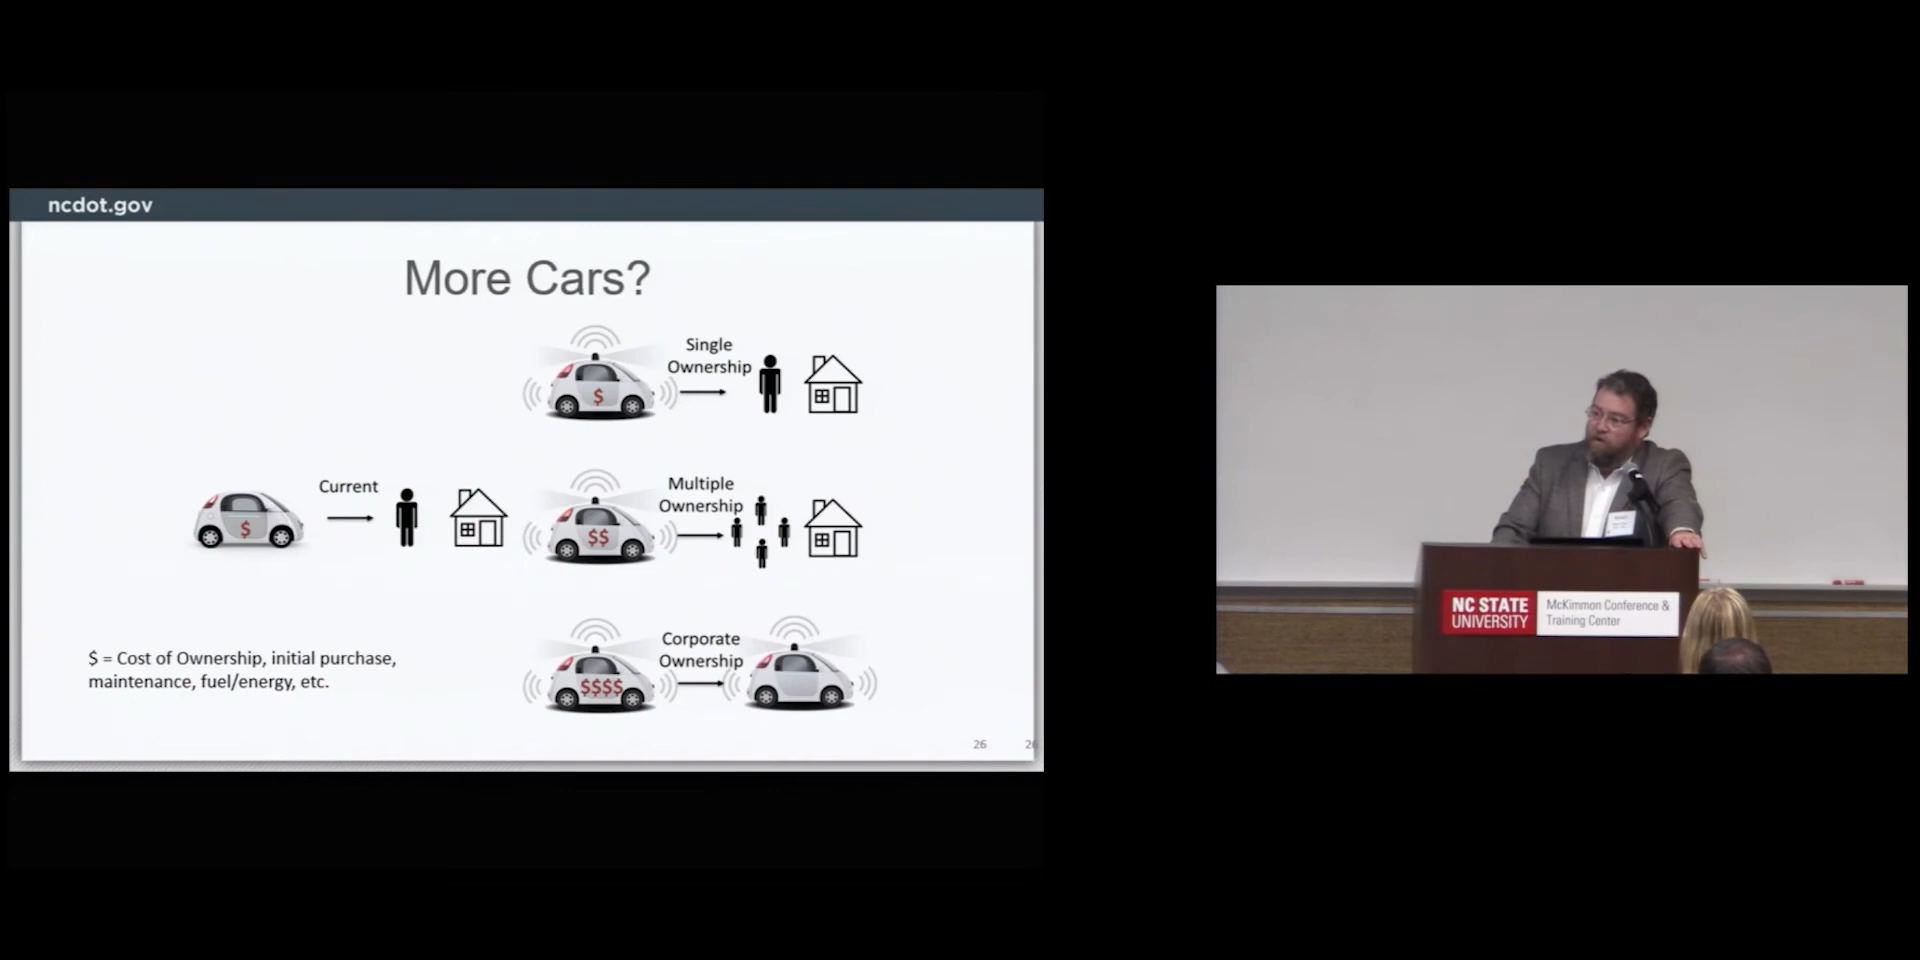 ncdot.gov
More Cars?
Single
Ownership
$
Current
$
Multiple
Ownership
$$
Corporate
Ownership
$$$$
$ = Cost of Ownership, initial purchase,
maintenance, fuel/energy, etc.
26
NC STATE
UNIVERSITY
McKimmon Conference &
Training Center